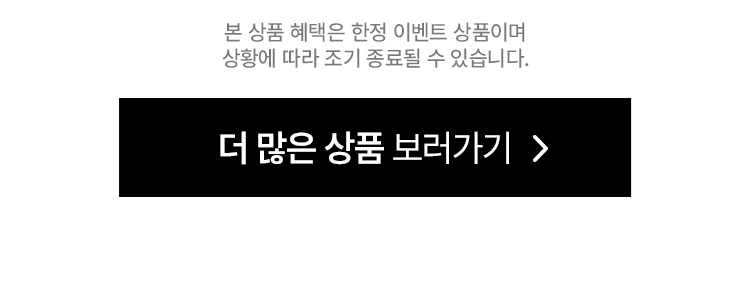 본 상품 혜택은 한정 이벤트 상품이며
상황에 따라 조기 종료될 수 있습니다.
더 많은 상품 보러가기